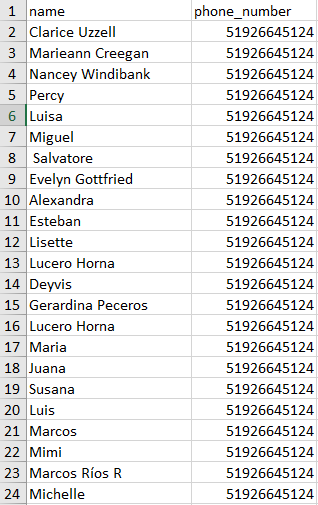 1 name phone_number
2 Clarice Uzzell 51926645124
3 Marieann Creegan 51926645124
4 Nancey Windibank 51926645124
5 Percy 51926645124
6 Luisa 51926645124
7 Miguel 51926645124
8 Salvatore 51926645124
9 Evelyn Gottfried 51926645124
10 Alexandra 51926645124
11 Esteban 51926645124
12 Lisette 51926645124
13 Lucero Horna 51926645124
14 Deyvis 51926645124
15 Gerardina Peceros 51926645124
16 Lucero Horna 51926645124
17 Maria 51926645124
18 Juana 51926645124
19 Susana 51926645124
20 Luis 51926645124
21 Marcos 51926645124
22 Mimi 51926645124
23 Marcos Ríos R 51926645124
24 Michelle 51926645124